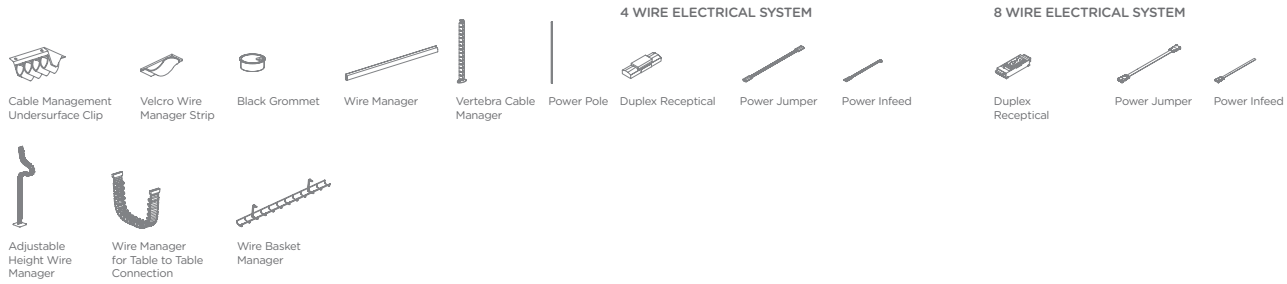 4 WIRE ELECTRICAL SYSTEM
8 WIRE ELECTRICAL SYSTEM
Cable Management
Undersurface Clip
Velcro Wire
Manager Strip
Black Grommet
Wire Manager
Vertebra Cable
Manager
Power Pole
Duplex Receptical
Power Jumper
Power Infeed
Duplex
Receptical
Power Jumper
Power Infeed
Adjustable
Height Wire
Manager
Wire Manager
for Table to Table
Connection
Wire Basket
Manager